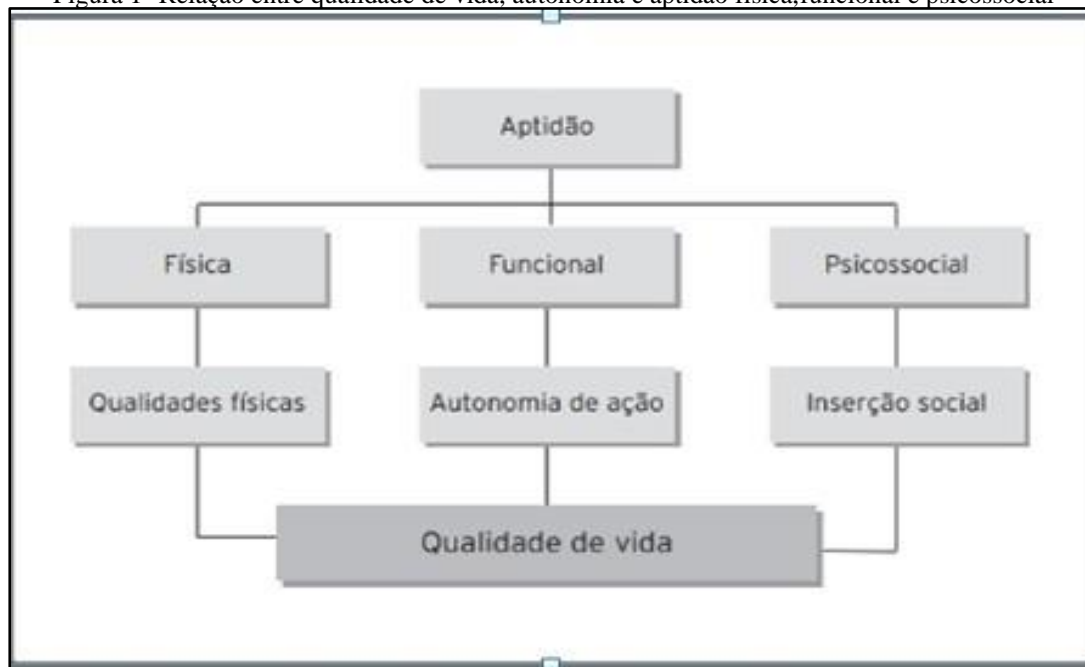 Figura 1- Relação entre qualidade de vida, autonomia e aptidão física,funcional e psicossocial
Aptidão
Física
Funcional
Psicossocial
Qualidades físicas
Autonomia de ação
Inserção social
Qualidade de vida